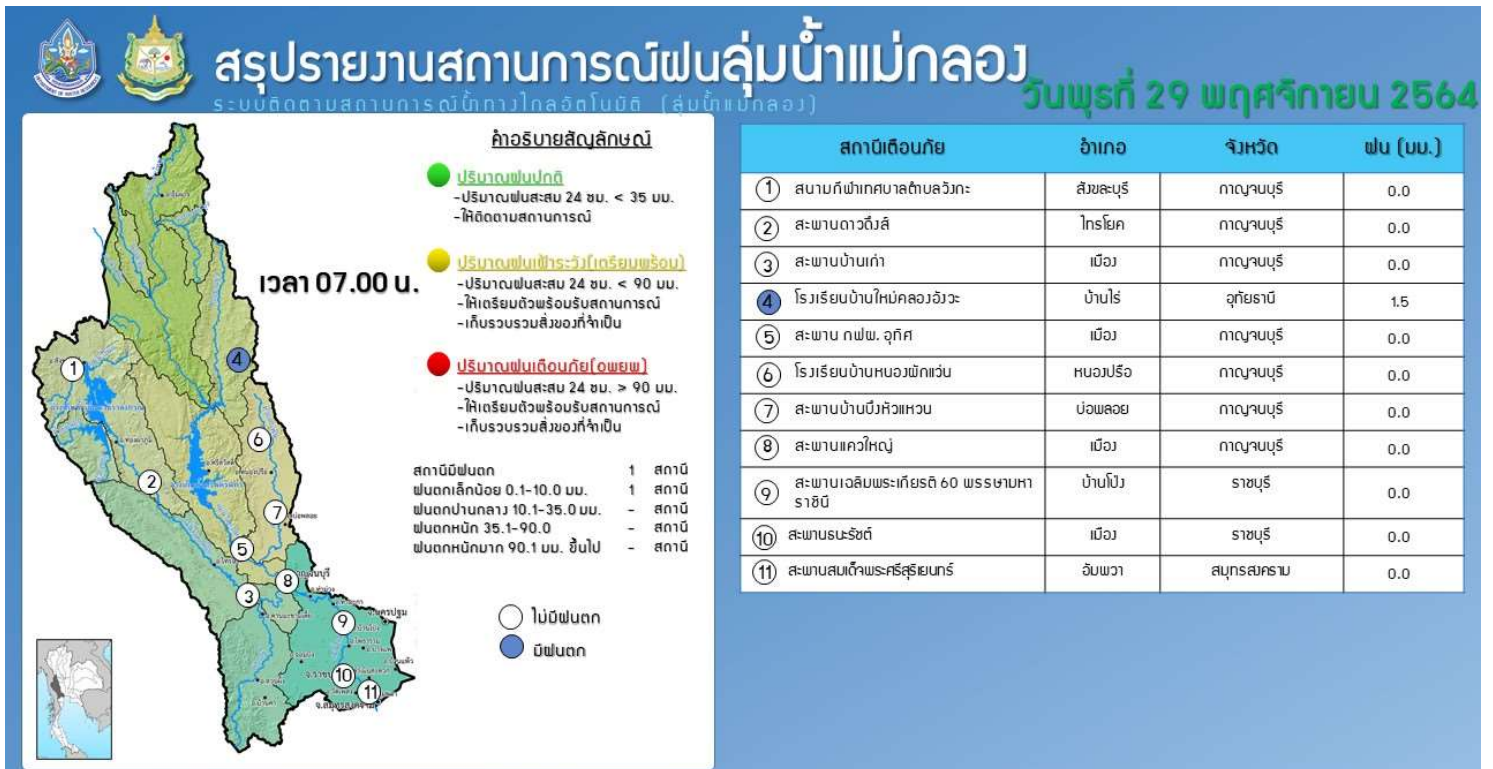 สรุปรายงานสถานการณ์ฝนลุ่มน้ำแม่กลอง
ระบบติดตามสถานการณ์น้ำทางไกลอัตโนมัติ (ลุ่มน้ำแม่กลอง)
วันพุธที่ 29 พฤศจิกายน 2564
เวลา 07.00 น.
1
4
6
2
7
5
8
3
9
10
11
คำอธิบายสัญลักษณ์
ปริมาณฝนปกติ
-ปริมาณฝนสะสม 24 ชม. < 35 มม.
-ให้ติดตามสถานการณ์
ปริมาณฝนเฝ้าระวัง(เตรียมพร้อม)
-ปริมาณฝนสะสม 24 ชม. < 90 มม.
-ให้เตรียมตัวพร้อมรับสถานการณ์
-เก็บรวบรวมสิ่งของที่จำเป็น
ปริมาณฝนเตือนภัย(อพยพ)
-ปริมาณฝนสะสม 24 ชม. > 90 มม.
-ให้เตรียมตัวพร้อมรับสถานการณ์
-เก็บรวบรวมสิ่งของที่จำเป็น
สถานีมีฝนตก 1 สถานี
ฝนตกเล็กน้อย 0.1-10.0 มม. 1 สถานี
ฝนตกปานกลาง 10.1-35.0 มม. - สถานี
ฝนตกหนัก 35.1-90.0 - สถานี
ฝนตกหนักมาก 90.1 มม. ขึ้นไป - สถานี
ไม่มีฝนตก
มีฝนตก
สถานีเตือนภัย อำเภอ จังหวัด ฝน (มม.)
1 สนามกีฬาเทศบาลตำบลวังกะ สังขละบุรี กาญจนบุรี 0.0
2 สะพานดาวดึงส์ ไทรโยค กาญจนบุรี 0.0
3 สะพานบ้านเก่า เมือง กาญจนบุรี 0.0
4 โรงเรียนบ้านใหม่คลองอังวะ บ้านไร่ อุทัยธานี 1.5
5 สะพาน กฟผ. อุทิศ เมือง กาญจนบุรี 0.0
6 โรงเรียนบ้านหนองผักแว่น หนองปรือ กาญจนบุรี 0.0
7 สะพานบ้านบึงหัวแหวน บ่อพลอย กาญจนบุรี 0.0
8 สะพานแควใหญ่ เมือง กาญจนบุรี 0.0
9 สะพานเฉลิมพระเกียรติ 60 พรรษามหา
ราชินี บ้านโป่ง ราชบุรี 0.0
10 สะพานธนะรัชต์ เมือง ราชบุรี 0.0
11 สะพานสมเด็จพระศรีสุริเยนทร์ อัมพวา สมุทรสงคราม 0.0